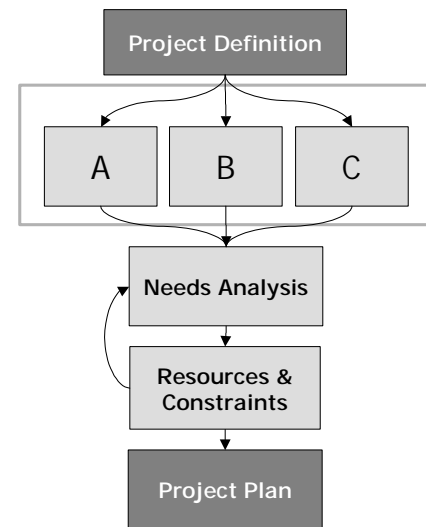 Project Definition
A
B
C
Needs Analysis
Resources &
Constraints
Project Plan